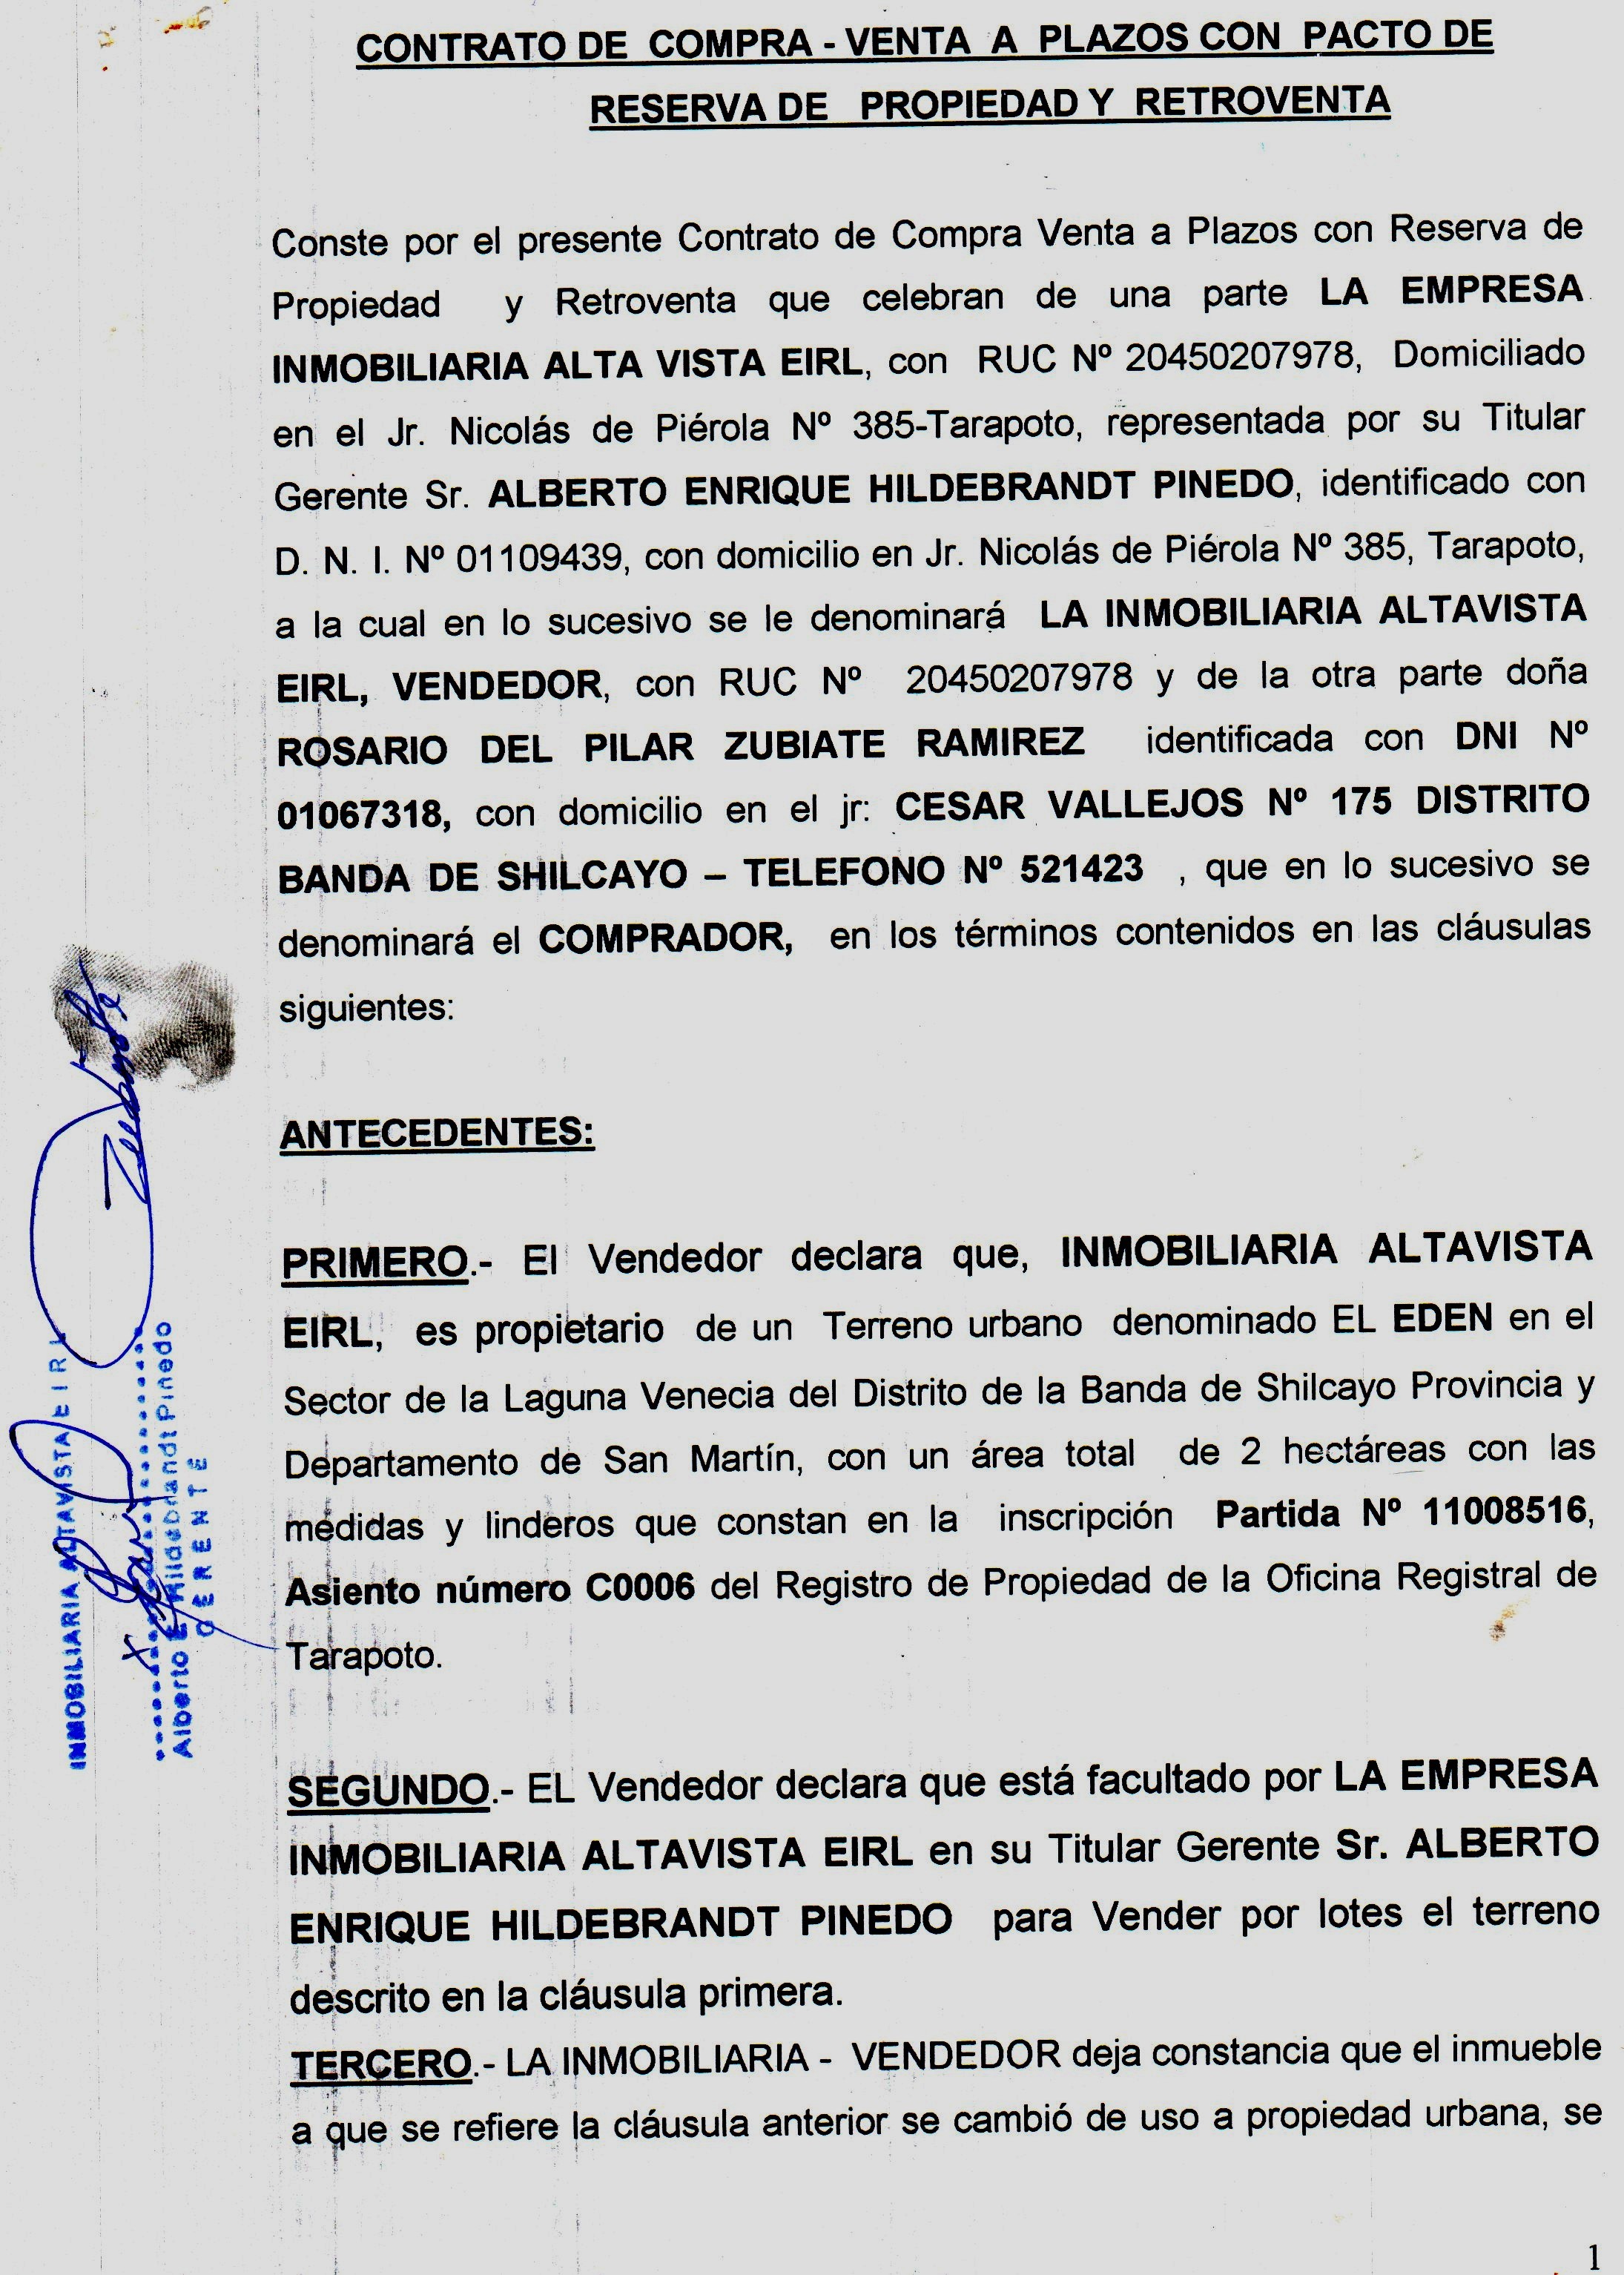 CONTRATO DE COMPRA - VENTA A PLAZOS CON PACTO DE
RESERVA DE PROPIEDAD Y RETROVENTA
Conste por el presente Contrato de Compra Venta a Plazos con Reserva de
Propiedad y Retroventa que celebran de una parte LA EMPRESA
INMOBILIARIA ALTA VISTA EIRL, con RUC Nº 20450207978, Domiciliado
en el Jr. Nicolás de Piérola Nº 385-Tarapoto, representada por su Titular
Gerente Sr. ALBERTO ENRIQUE HILDEBRANDT PINEDO, identificado con
D. N. I. Nº 01109439, con domicilio en Jr. Nicolás de Piérola Nº 385, Tarapoto,
a la cual en lo sucesivo se le denominará LA INMOBILIARIA ALTAVISTA
EIRL, VENDEDOR, con RUC Nº 20450207978 y de la otra parte doña
ROSARIO DEL PILAR ZUBIATE RAMIREZ identificada con DNI Nº
01067318, con domicilio en el jr: CESAR VALLEJOS Nº 175 DISTRITO
BANDA DE SHILCAYO – TELEFONO Nº 521423 , que en lo sucesivo se
denominará el COMPRADOR, en los términos contenidos en las cláusulas
siguientes:
ANTECEDENTES:
PRIMERO.- El Vendedor declara que, INMOBILIARIA ALTAVISTA
EIRL, es propietario de un Terreno urbano denominado EL EDEN en el
Sector de la Laguna Venecia del Distrito de la Banda de Shilcayo Provincia y
Departamento de San Martín, con un área total de 2 hectáreas con las
medidas y linderos que constan en la inscripción Partida Nº 11008516,
Asiento número C0006 del Registro de Propiedad de la Oficina Registral de
Tarapoto.
SEGUNDO.- EL Vendedor declara que está facultado por LA EMPRESA
INMOBILIARIA ALTAVISTA EIRL en su Titular Gerente Sr. ALBERTO
ENRIQUE HILDEBRANDT PINEDO para Vender por lotes el terreno
descrito en la cláusula primera.
TERCERO.- LA INMOBILIARIA - VENDEDOR deja constancia que el inmueble
a que se refiere la cláusula anterior se cambió de uso a propiedad urbana, se
1
INMOBILIARIA ALTAVISTA EIRL
Alberto E. Hildebrandt Pinedo
GERENTE